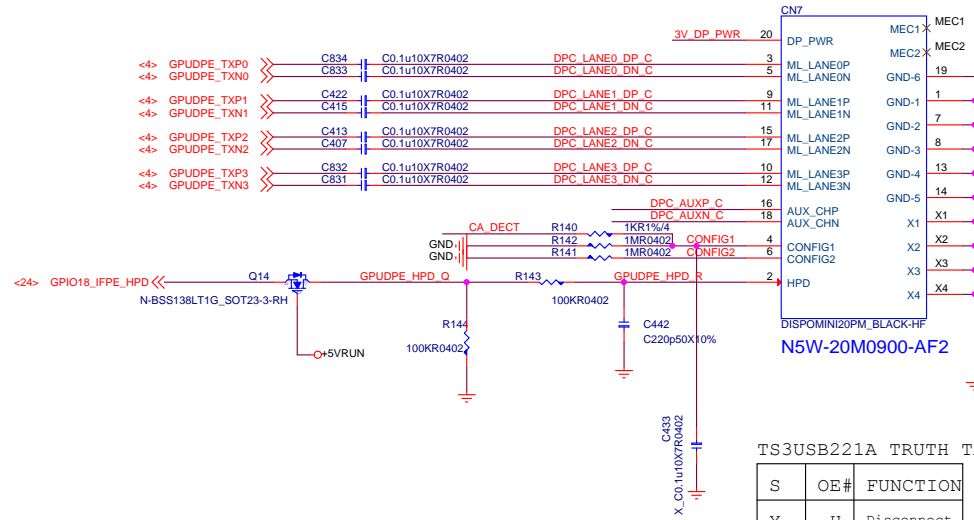 CN7
MEC1 MEC1
MEC2 MEC2
3V_DP_PWR 20 DP_PWR
GND-6 19
<4> GPUDPE_TXP0 C834 C0.1u10X7R0402 DPC_LANE0_DP_C 3 ML_LANE0P
<4> GPUDPE_TXN0 C833 C0.1u10X7R0402 DPC_LANE0_DN_C 5 ML_LANE0N
GND-1 1
<4> GPUDPE_TXP1 C422 C0.1u10X7R0402 DPC_LANE1_DP_C 9 ML_LANE1P
<4> GPUDPE_TXN1 C415 C0.1u10X7R0402 DPC_LANE1_DN_C 11 ML_LANE1N
GND-2 7
<4> GPUDPE_TXP2 C413 C0.1u10X7R0402 DPC_LANE2_DP_C 15 ML_LANE2P
<4> GPUDPE_TXN2 C407 C0.1u10X7R0402 DPC_LANE2_DN_C 17 ML_LANE2N
GND-3 8
<4> GPUDPE_TXP3 C832 C0.1u10X7R0402 DPC_LANE3_DP_C 10 ML_LANE3P
<4> GPUDPE_TXN3 C831 C0.1u10X7R0402 DPC_LANE3_DN_C 12 ML_LANE3N
GND-4 13
GND-5 14
DPC_AUXP_C 16 AUX_CHP
DPC_AUXN_C 18 AUX_CHN
X1 X1
CA_DECT R140 1KR1%/4
GND R142 1MR0402 CONFIG1 4 CONFIG1
GND R141 1MR0402 CONFIG2 6 CONFIG2
X2 X2
X3 X3
X4 X4
<24> GPIO18_IFPE_HPD Q14 GPUDPE_HPD_Q R143 GPUDPE_HPD_R 2 HPD
N-BSS138LT1G_SOT23-3-RH
100KR0402
R144
100KR0402
C442
C220p50X10%
+5VRUN
DISPOMINI20PM_BLACK-HF
N5W-20M0900-AF2
C433
X_C0.1u10X7R0402
TS3USB221A TRUTH
S OE# FUNCTION